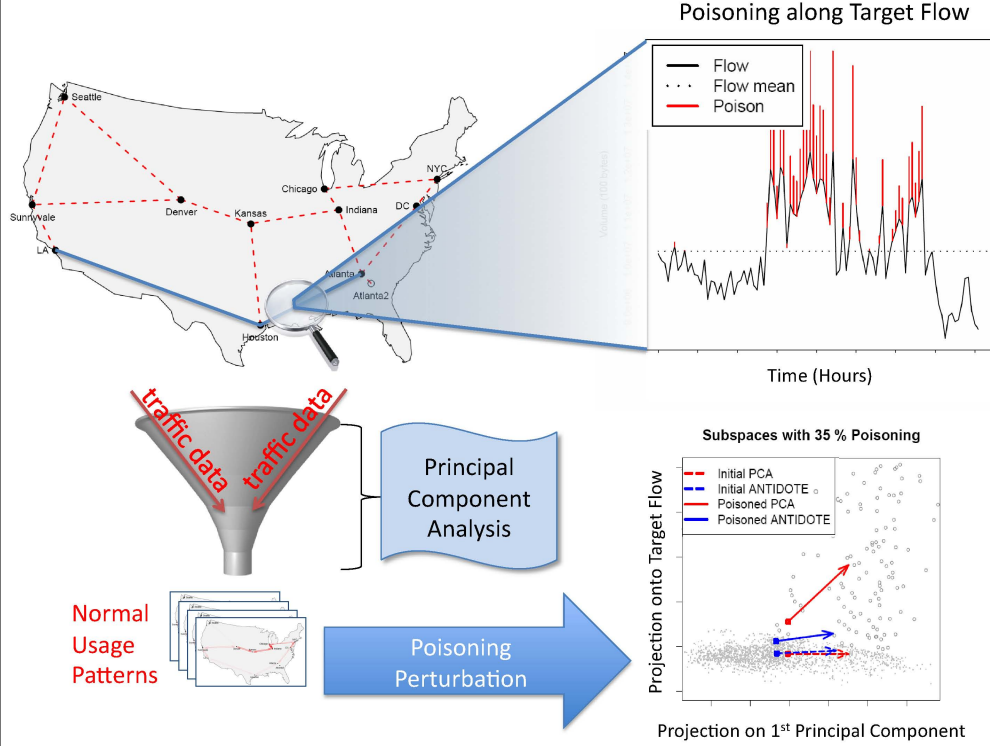 Poisoning along Target Flow
Flow
Flow mean
Poison
Seattle
NYC
Chicago
DC
Indiana
Denver
Kansas
Sunnyvale
LA
Atlanta
Atlanta2
Houston
Time (Hours)
traffic data
traffic data
Principal
Component
Analysis
Subspaces with 35 % Poisoning
Initial PCA
Initial ANTIDOTE
Poisoned PCA
Poisoned ANTIDOTE
Projection onto Target Flow
Projection on 1st Principal Component
Normal
Usage
Patterns
Poisoning
Perturbation